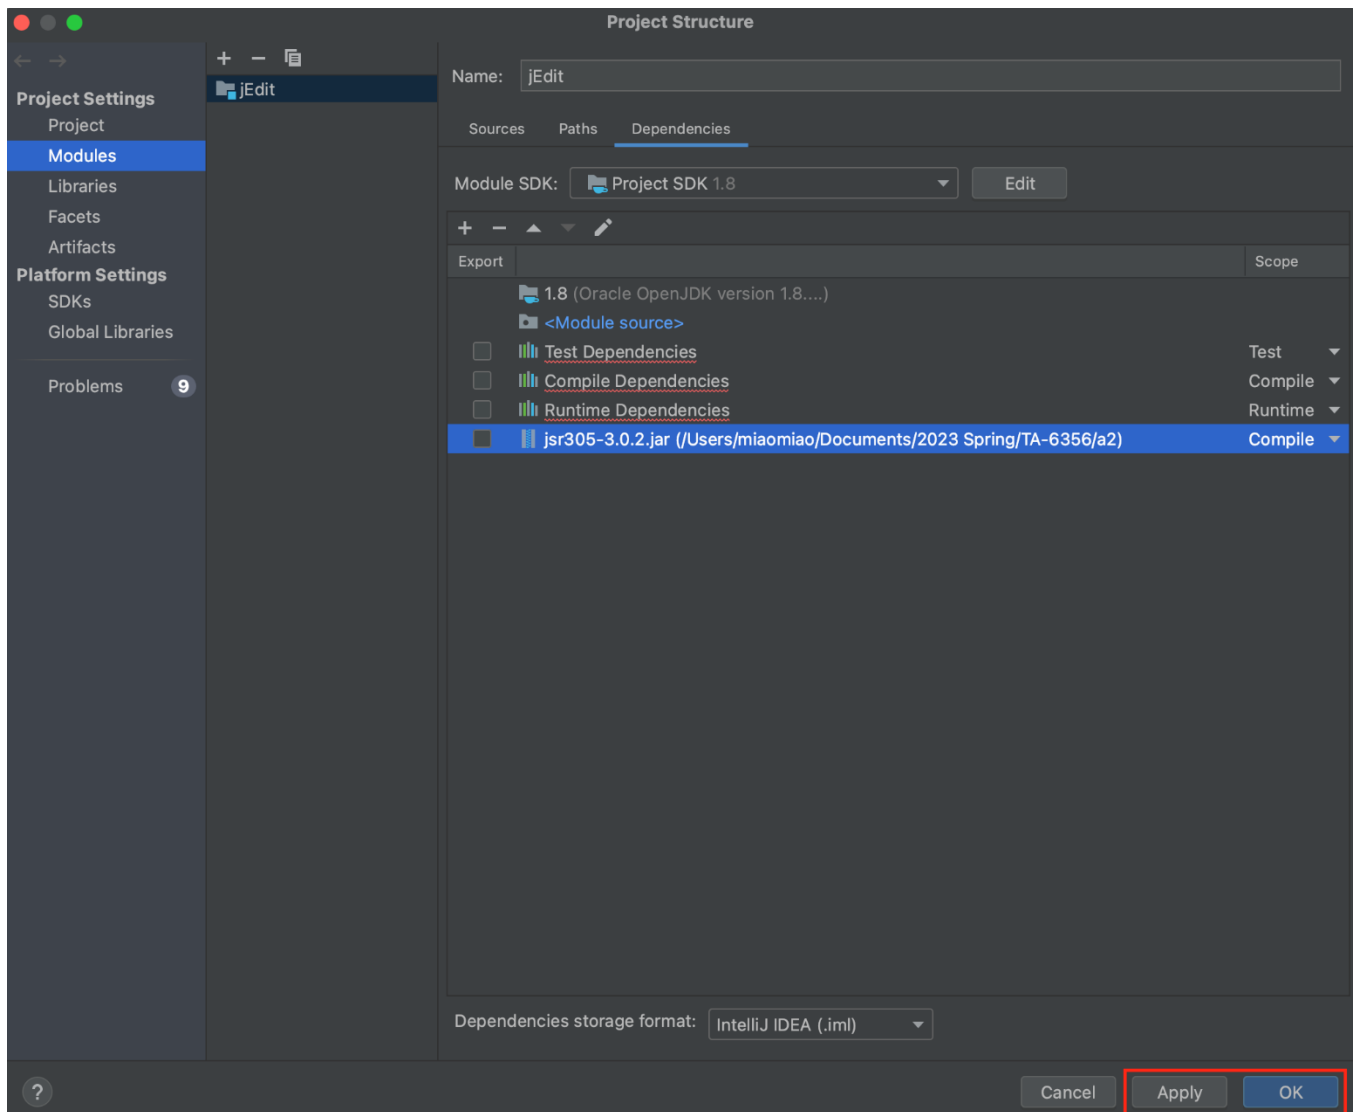 Project Structure
Project Settings
Project
Modules
Libraries
Facets
Artifacts
Platform Settings
SDKs
Global Libraries
Problems 9
jEdit
Name: jEdit
Sources Paths Dependencies
Module SDK: Project SDK 1.8 Edit
Export Scope
1.8 (Oracle OpenJDK version 1.8....)
<Module source>
Test Dependencies Test
Compile Dependencies Compile
Runtime Dependencies Runtime
jsr305-3.0.2.jar (/Users/miaomiao/Documents/2023 Spring/TA-6356/a2) Compile
Dependencies storage format: IntelliJ IDEA (.iml)
? Cancel Apply OK